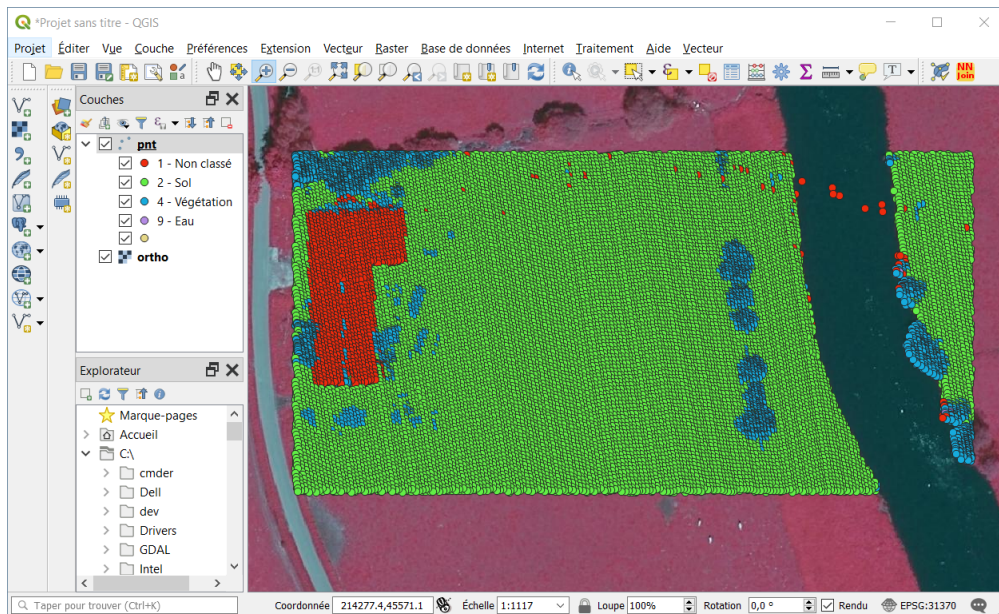 *Projet sans titre - QGIS
Projet Éditer Vue Couche Préférences Extension Vecteur Raster Base de données Internet Traitement Aide Vecteur
NN
Join
Couches
pnt
1 - Non classé
2 - Sol
4 - Végétation
9 - Eau
ortho
Explorateur
Marque-pages
Accueil
C:\
cmder
Dell
dev
Drivers
GDAL
Intel
Taper pour trouver (Ctrl+K) Coordonnée 214277.4,45571.1 Échelle 1:1117 Loupe 100% Rotation 0,0 ° Rendu EPSG:31370